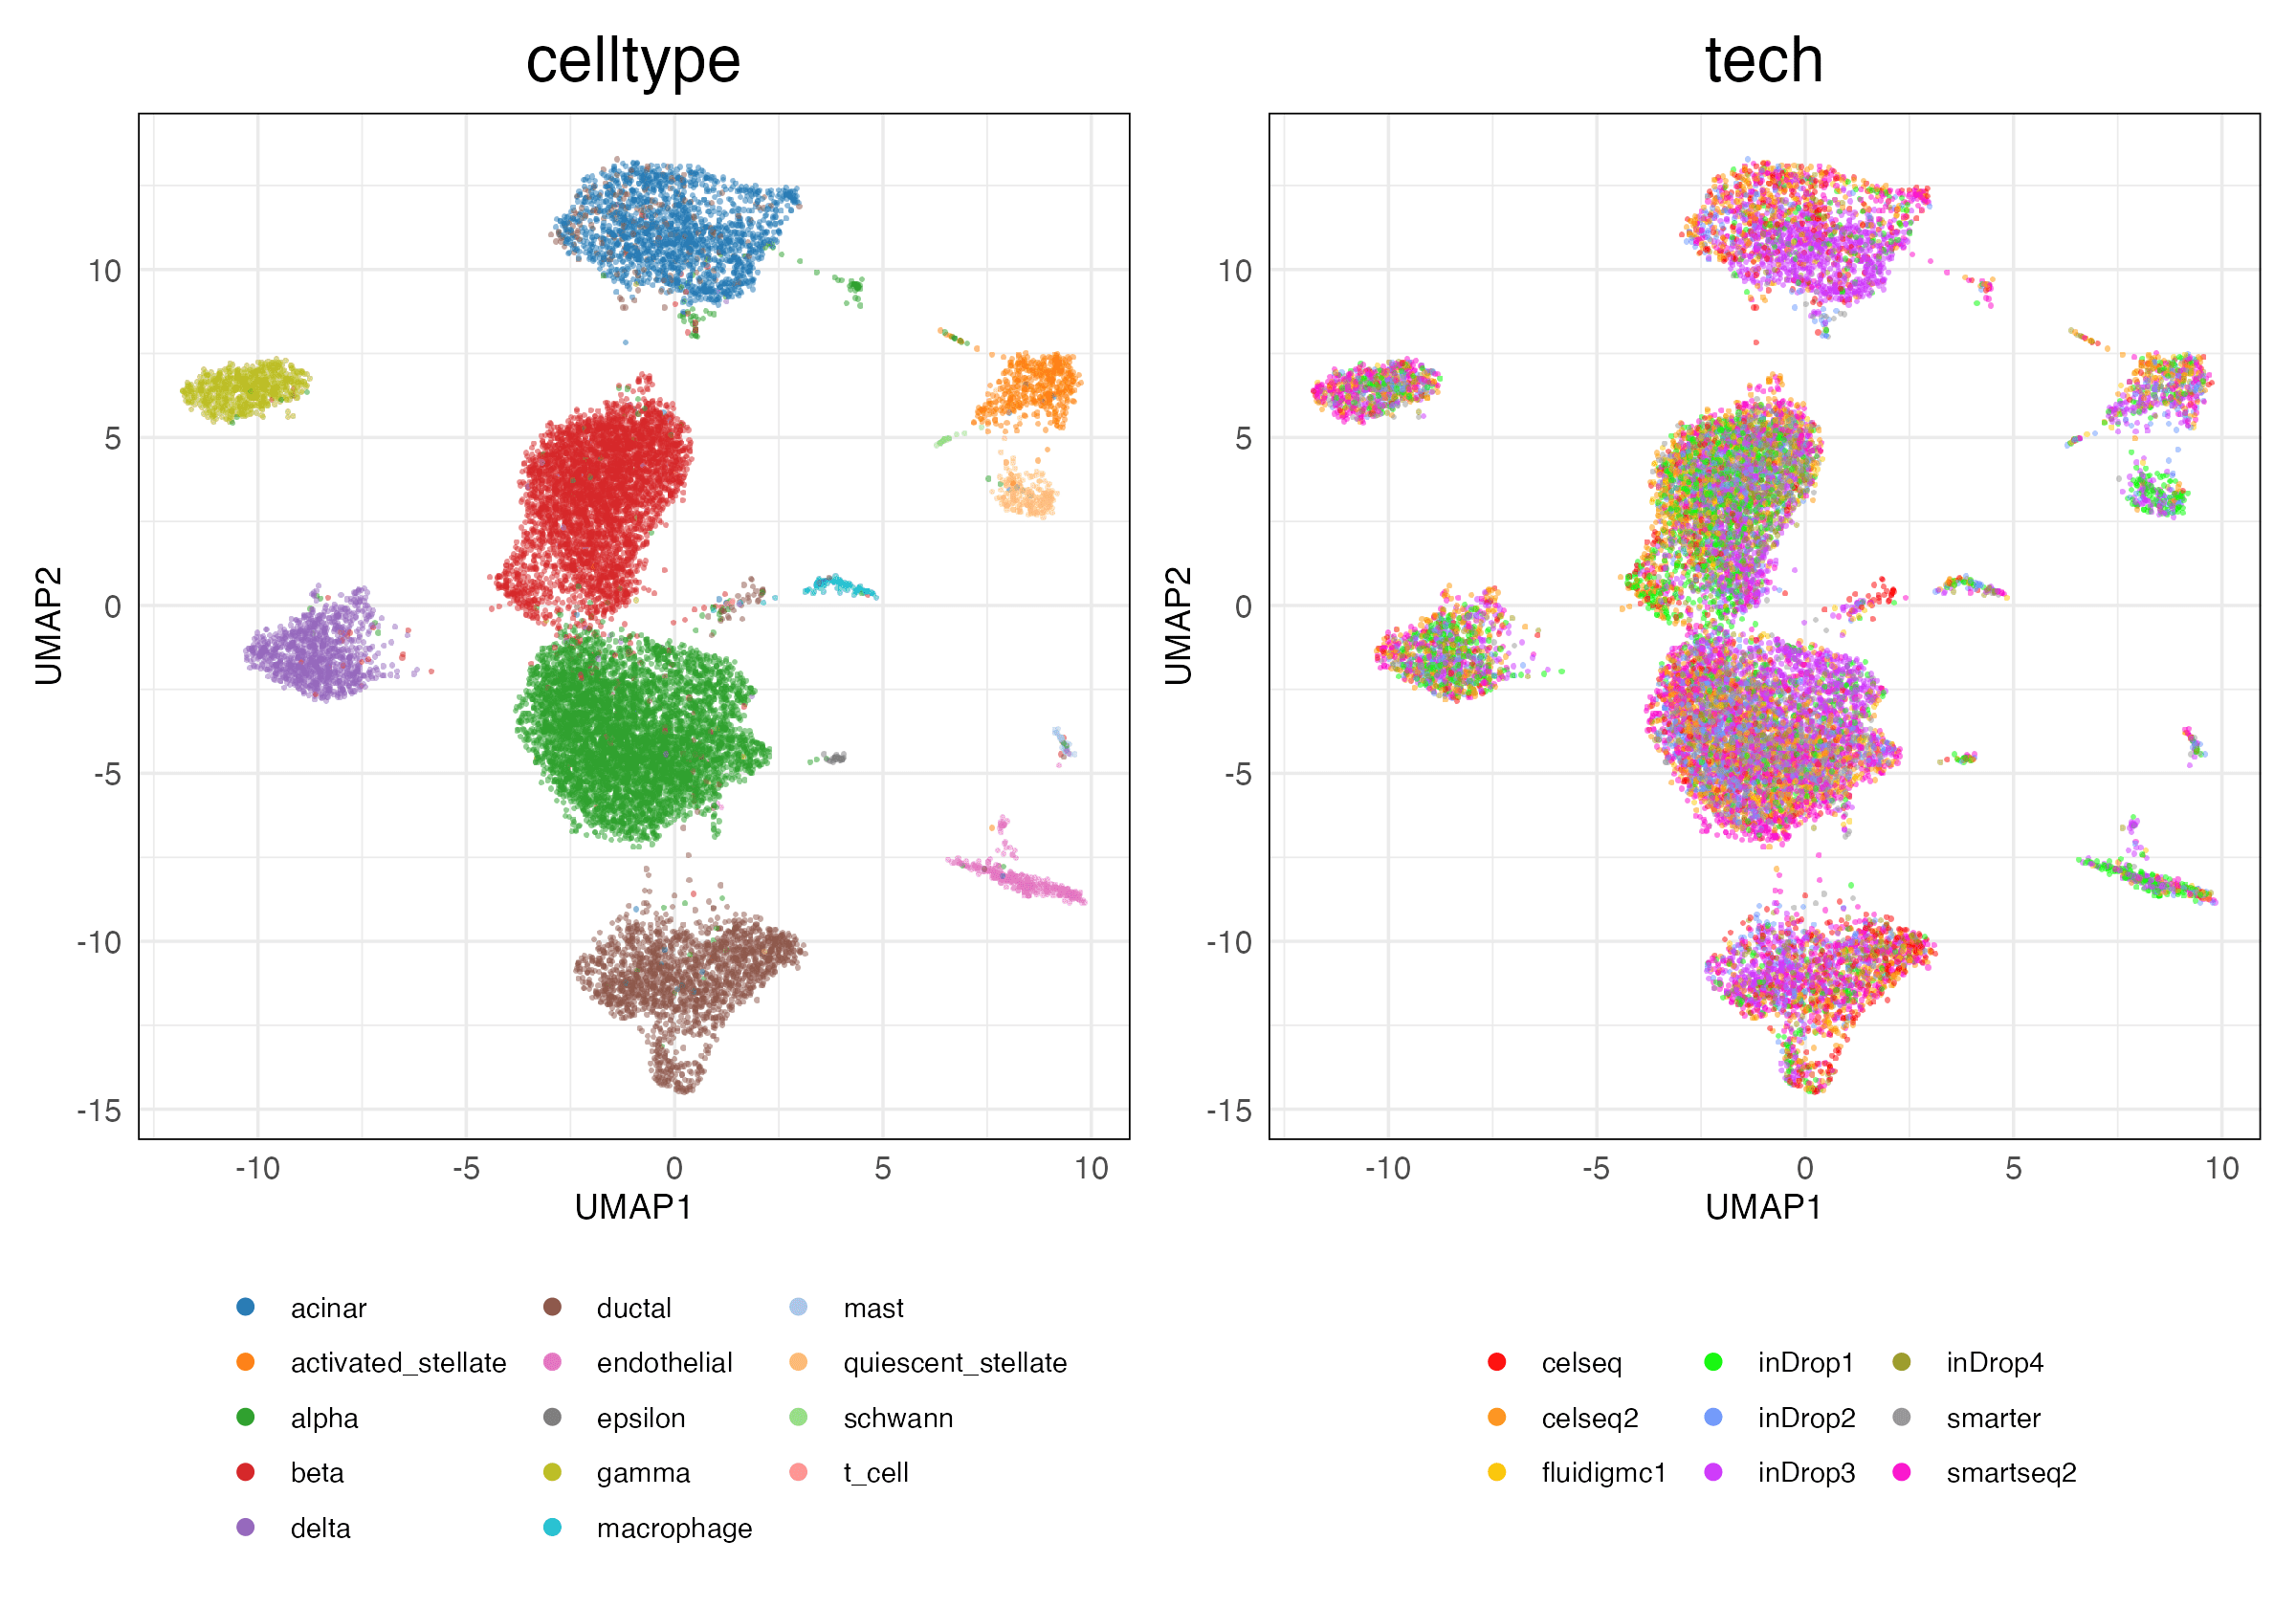 celltype
tech
10
5
0
-5
-10
-15
UMAP2
-10
-5
0
5
10
UMAP1
10
5
0
-5
-10
-15
UMAP2
-10
-5
0
5
10
UMAP1
acinar
activated_stellate
alpha
beta
delta
ductal
endothelial
epsilon
gamma
macrophage
mast
quiescent_stellate
schwann
t_cell
celseq
celseq2
fluidigmc1
inDrop1
inDrop2
inDrop3
inDrop4
smarter
smartseq2